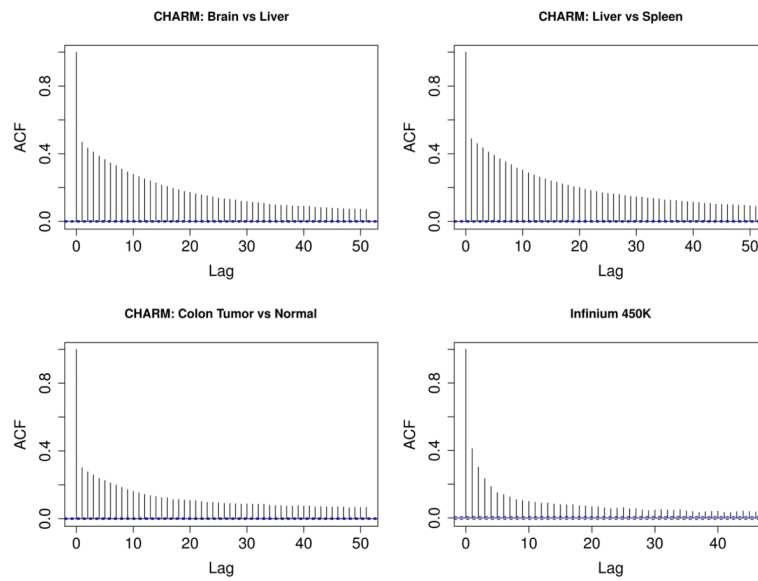 CHARM: Brain vs Liver
ACF
0.8
0.4
0.0
0 10 20 30 40 50
Lag
CHARM: Liver vs Spleen
ACF
0.8
0.4
0.0
0 10 20 30 40 50
Lag
CHARM: Colon Tumor vs Normal
ACF
0.8
0.4
0.0
0 10 20 30 40 50
Lag
Infinium 450K
ACF
0.8
0.4
0.0
0 10 20 30 40
Lag